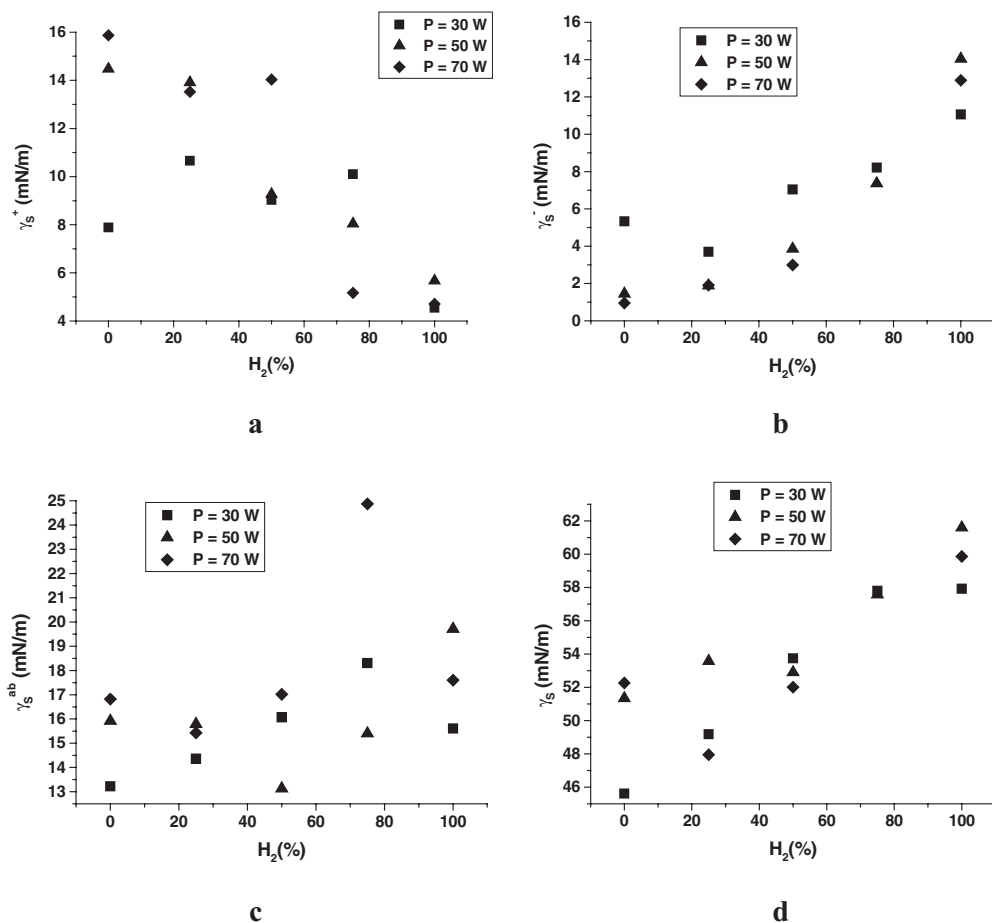 P = 30 W
P = 50 W
P = 70 W
16
14
12
10
8
6
4
γS+ (mN/m)
0 20 40 60 80 100
H2(%)
a
P = 30 W
P = 50 W
P = 70 W
16
14
12
10
8
6
4
2
0
γS- (mN/m)
0 20 40 60 80 100
H2(%)
b
P = 30 W
P = 50 W
P = 70 W
25
24
23
22
21
20
19
18
17
16
15
14
13
γSab (mN/m)
0 20 40 60 80 100
H2(%)
c
P = 30 W
P = 50 W
P = 70 W
62
60
58
56
54
52
50
48
46
γS (mN/m)
0 20 40 60 80 100
H2(%)
d